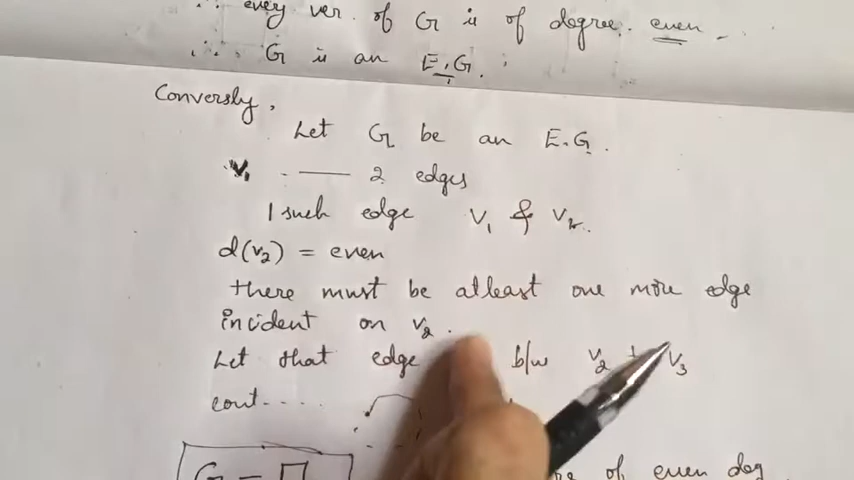 ∴ every ver. of G is of degree even
∴ G is an E.G.
Conversly,
Let G be an E.G.
V₁ —— 2 edges
1 such edge V₁ & V₂
d(v₂) = even
there must be atleast one more edge
incident on v₂.
Let that edge b/w v₂ & v₃
cont.....
G = of even deg